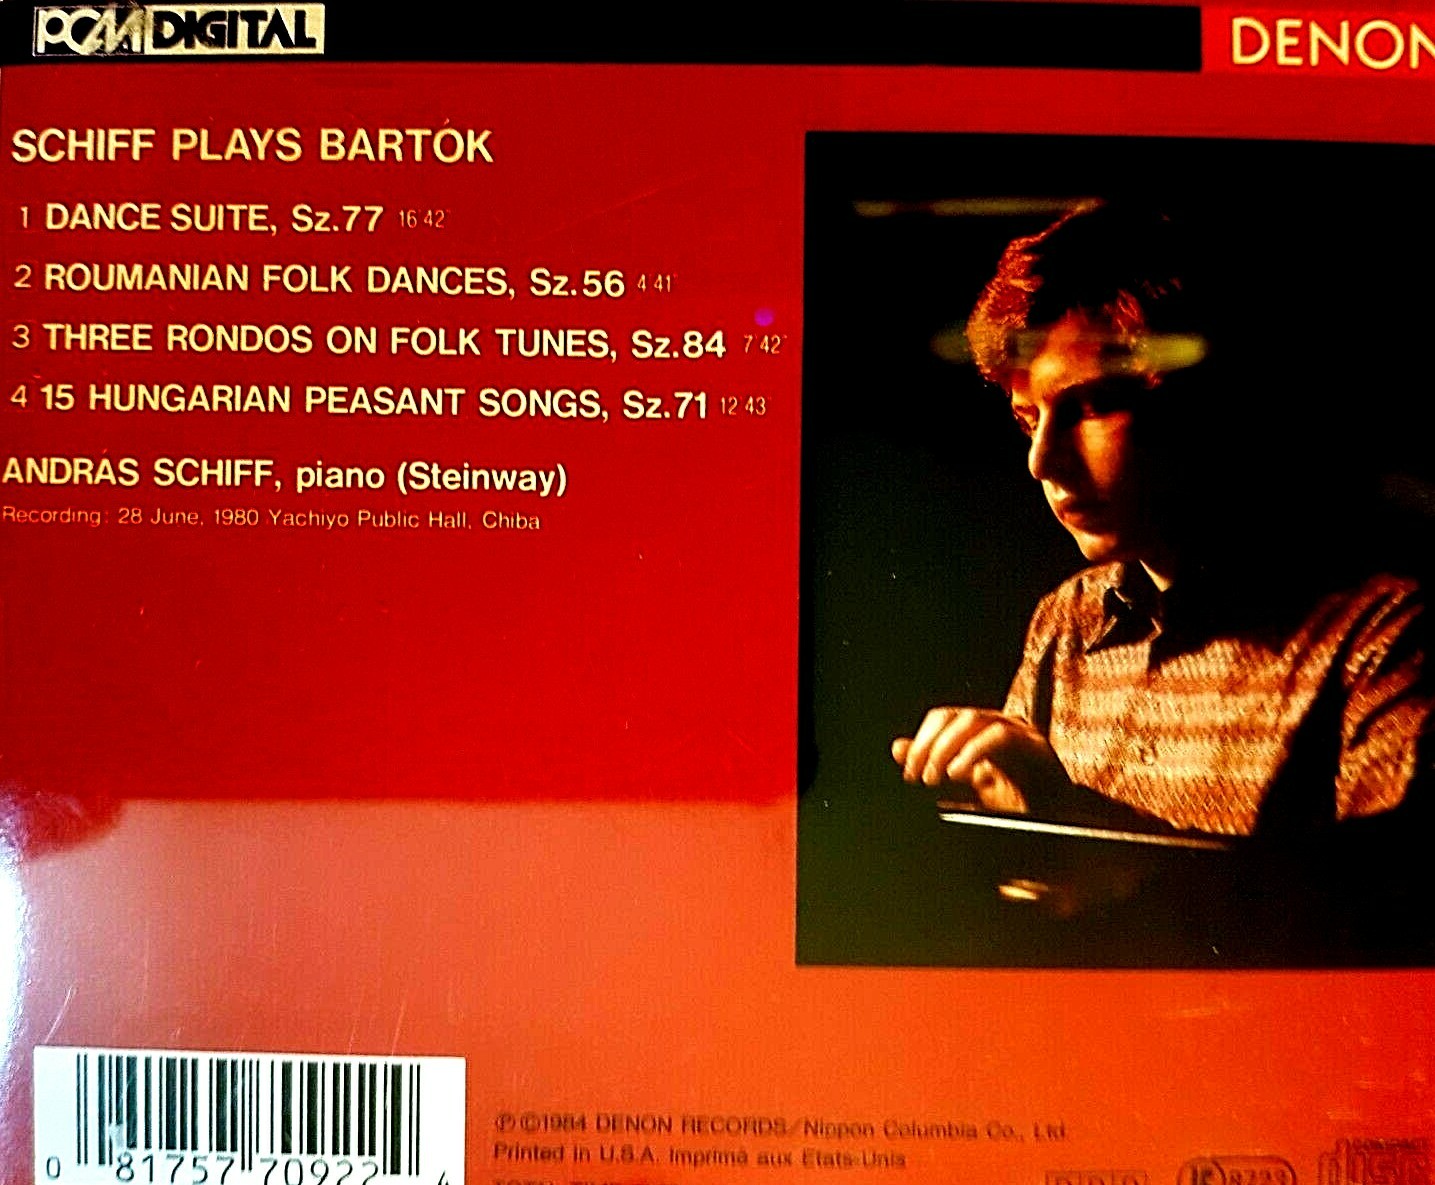 PCM DIGITAL
DENON
SCHIFF PLAYS BARTÓK
1 DANCE SUITE, Sz.77 16'42"
2 ROUMANIAN FOLK DANCES, Sz.56 4'41"
3 THREE RONDOS ON FOLK TUNES, Sz.84 7'42"
4 15 HUNGARIAN PEASANT SONGS, Sz.71 12'43"
ANDRÁS SCHIFF, piano (Steinway)
Recording: 28 June, 1980 Yachiyo Public Hall, Chiba
℗©1984 DENON RECORDS/Nippon Columbia Co., Ltd.
Printed in U.S.A. Imprimé aux Etats-Unis
0 81757 70922 4
COMPACT
disc